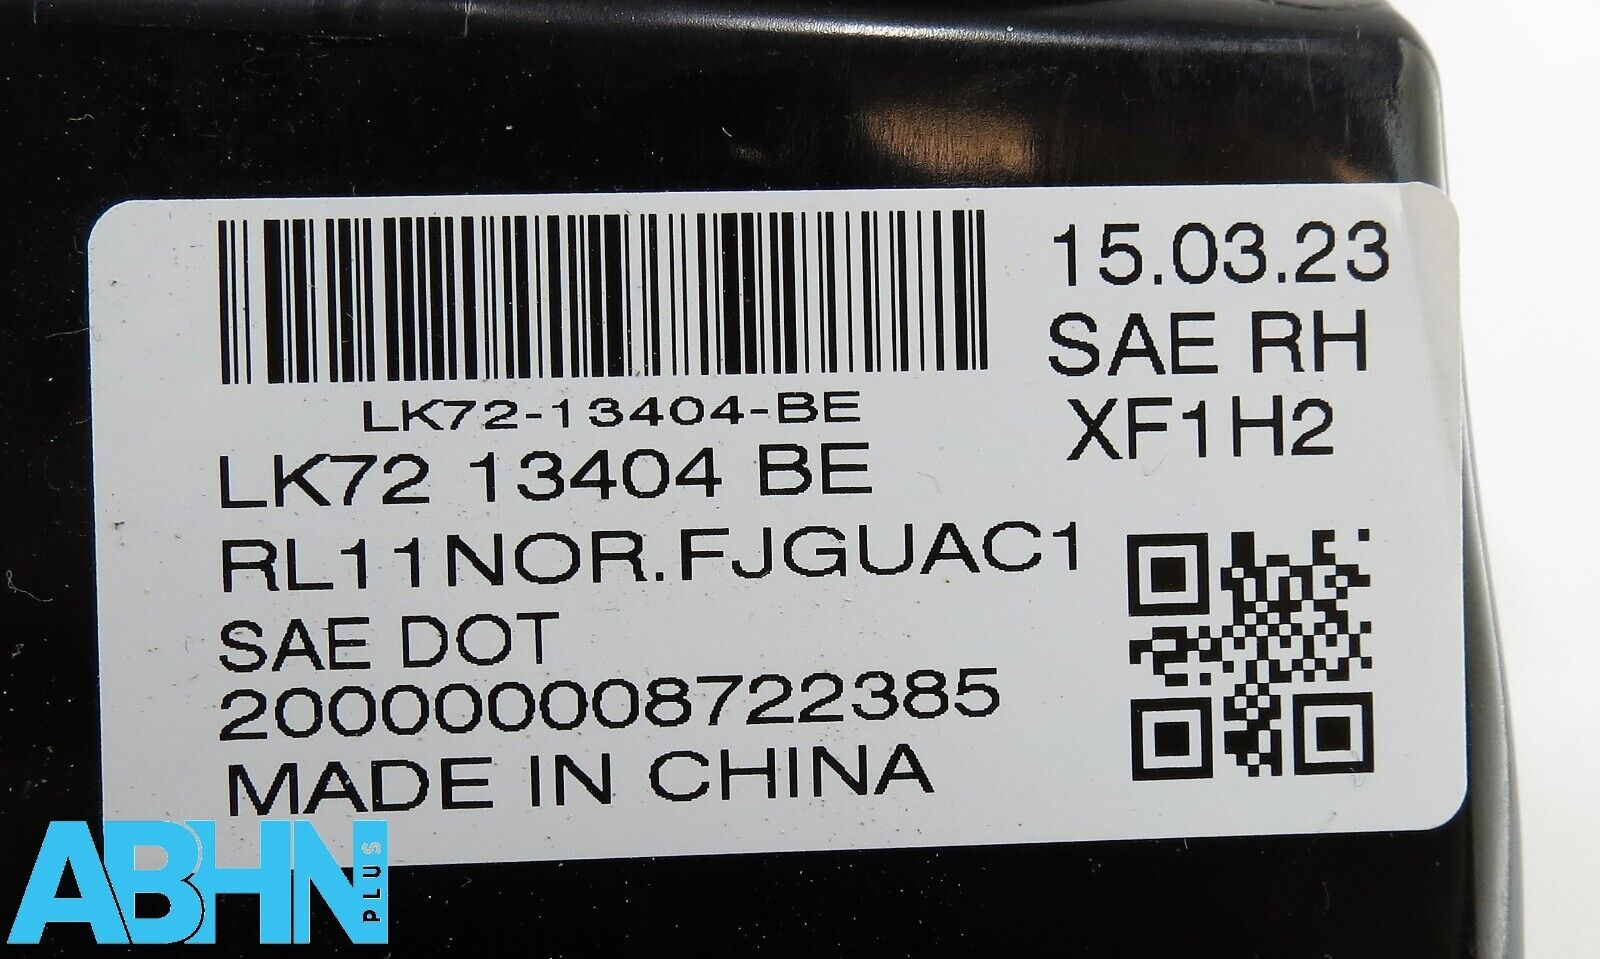 15.03.23
SAE RH
XF1H2
LK72-13404-BE
LK72 13404 BE
RL11NOR.FJGUAC1
SAE DOT
200000008722385
MADE IN CHINA
ABHN
PLUS